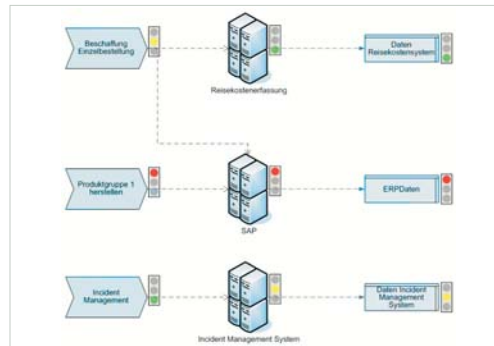 Beschaffung
Einzelbestellung
Reisekostenerfassung
Daten
Reisekostensystem
Produktgruppe 1
herstellen
SAP
ERPDaten
Incident
Management
Incident Management System
Daten Incident
Management
System